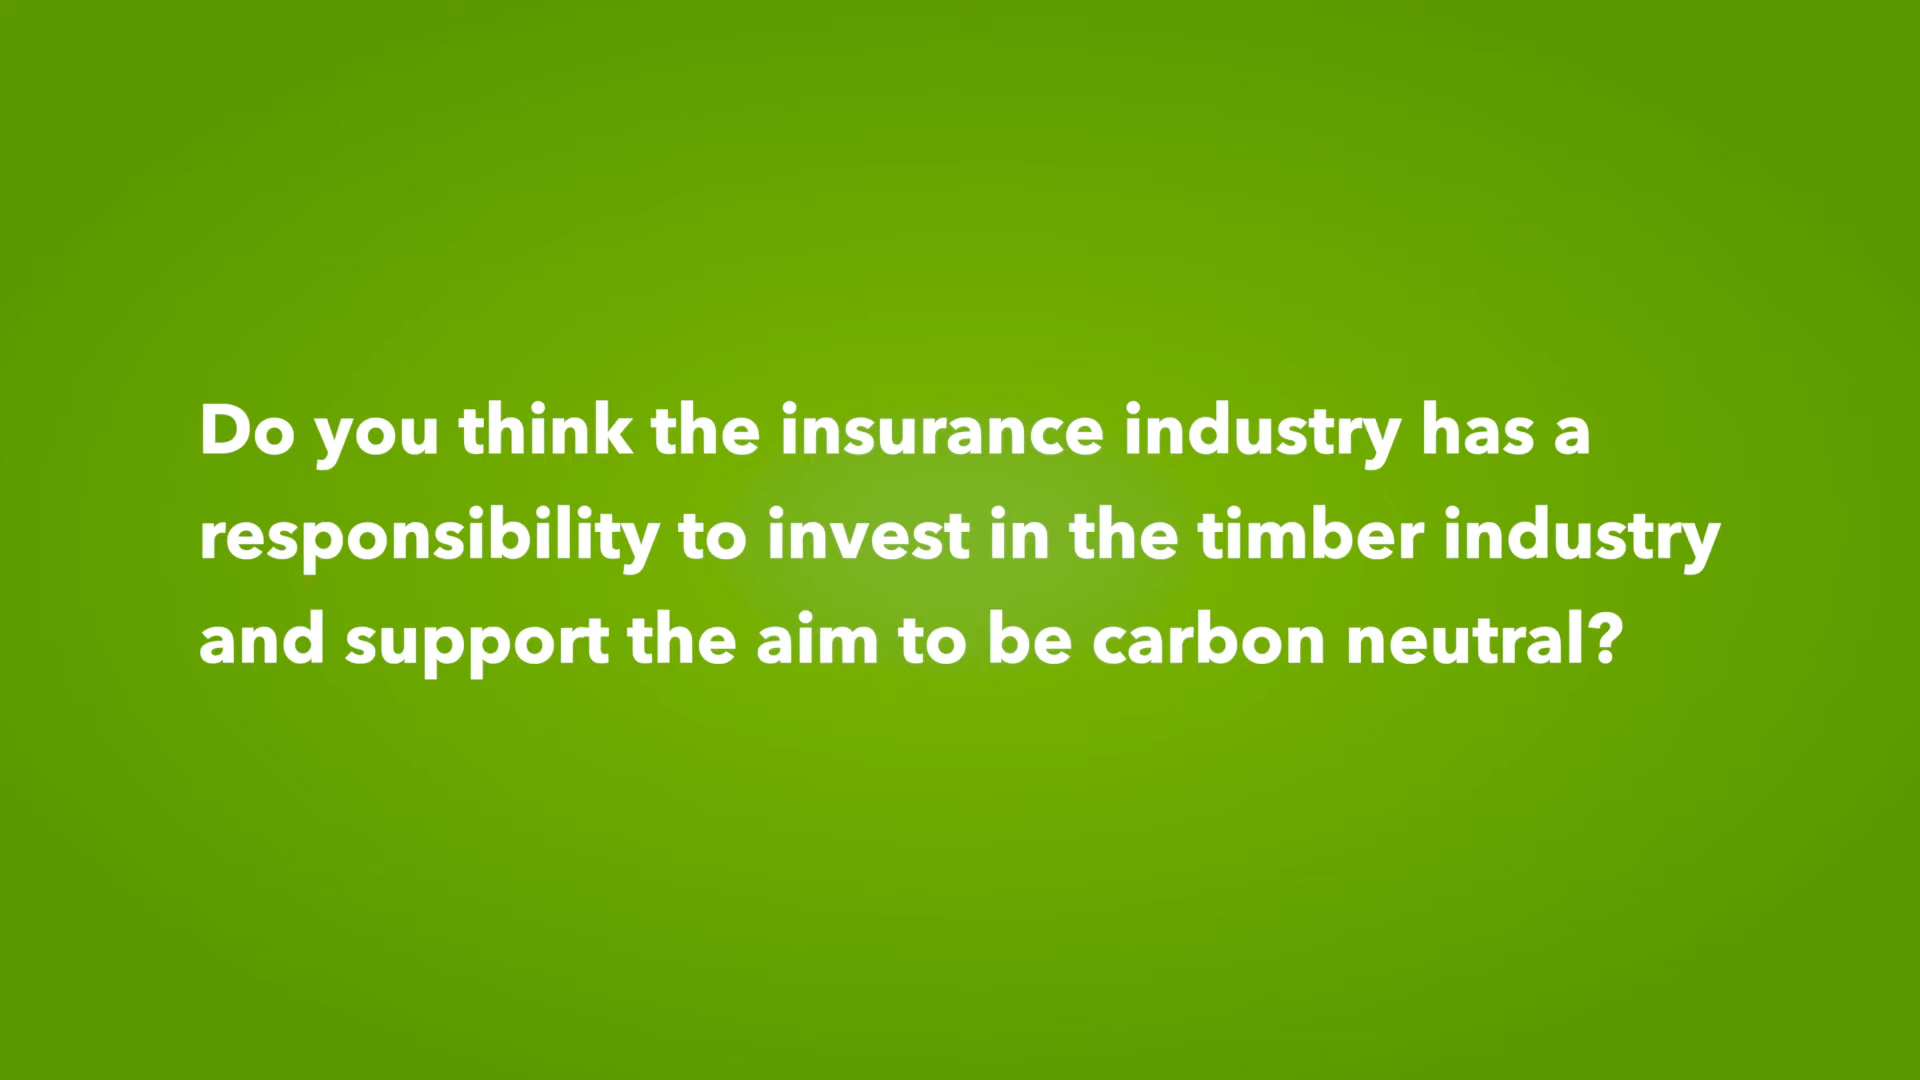 Do you think the insurance industry has a
responsibility to invest in the timber industry
and support the aim to be carbon neutral?